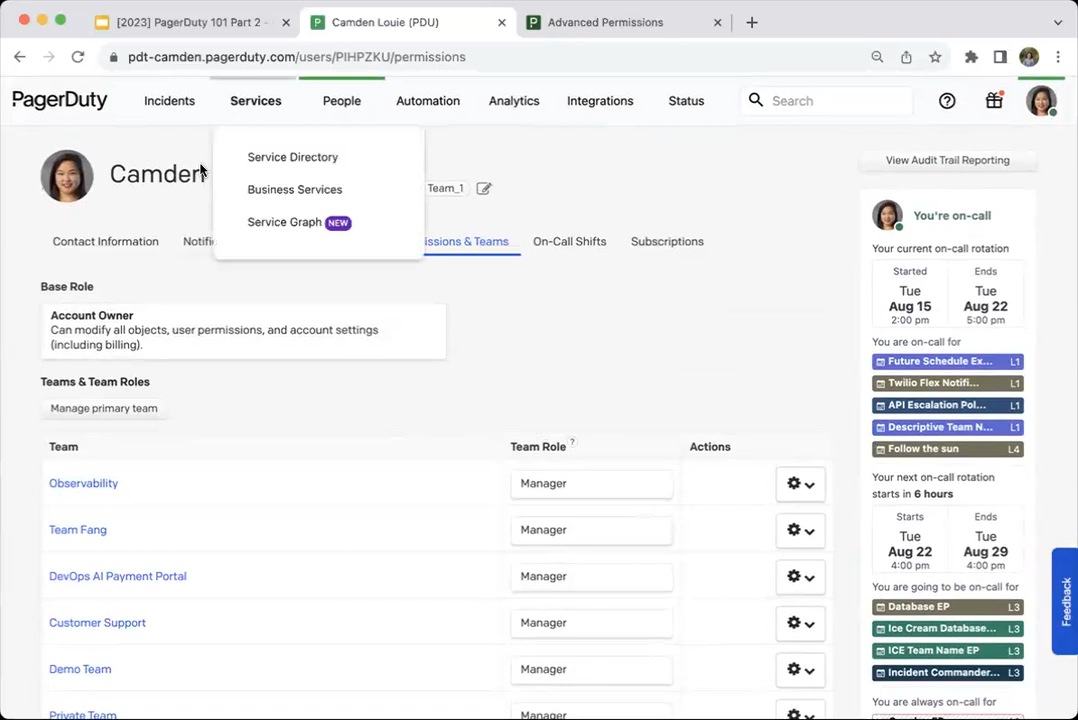 [2023] PagerDuty 101 Part 2 -
Camden Louie (PDU)
Advanced Permissions
pdt-camden.pagerduty.com/users/PIHPZKU/permissions
PagerDuty
Incidents
Services
People
Automation
Analytics
Integrations
Status
Search
Service Directory
Business Services
Service Graph NEW
Camden
Team_1
View Audit Trail Reporting
Contact Information
Notifi
issions & Teams
On-Call Shifts
Subscriptions
Base Role
Account Owner
Can modify all objects, user permissions, and account settings
(including billing).
Teams & Team Roles
Manage primary team
Team
Team Role ?
Actions
Observability
Manager
Team Fang
Manager
DevOps AI Payment Portal
Manager
Customer Support
Manager
Demo Team
Manager
Private Team
Manager
You're on-call
Your current on-call rotation
Started
Ends
Tue
Tue
Aug 15
Aug 22
2:00 pm
5:00 pm
You are on-call for
Future Schedule Ex... L1
Twilio Flex Notifi... L1
API Escalation Pol... L1
Descriptive Team N... L1
Follow the sun L4
Your next on-call rotation
starts in 6 hours
Starts
Ends
Tue
Tue
Aug 22
Aug 29
4:00 pm
4:00 pm
You are going to be on-call for
Database EP L3
Ice Cream Database... L3
ICE Team Name EP L3
Incident Commander... L3
You are always on-call for
Feedback